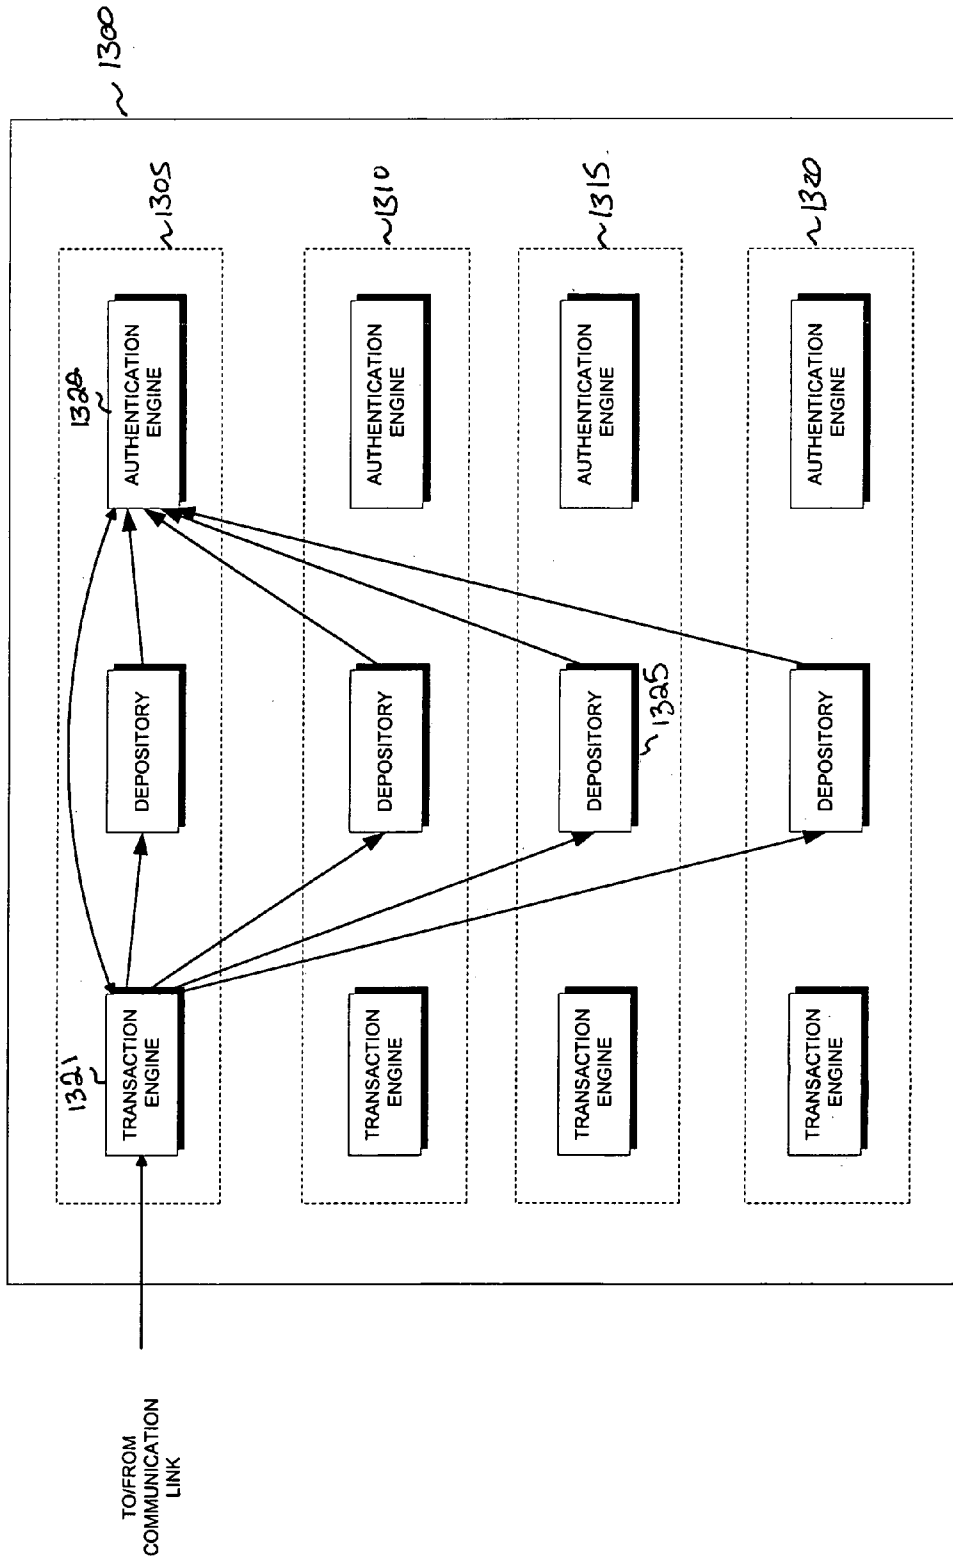 1300
1321
TO/FROM
COMMUNICATION
LINK
TRANSACTION
ENGINE
DEPOSITORY
AUTHENTICATION
ENGINE
1305
TRANSACTION
ENGINE
DEPOSITORY
AUTHENTICATION
ENGINE
1310
TRANSACTION
ENGINE
DEPOSITORY
AUTHENTICATION
ENGINE
1315
1325
TRANSACTION
ENGINE
DEPOSITORY
AUTHENTICATION
ENGINE
1320